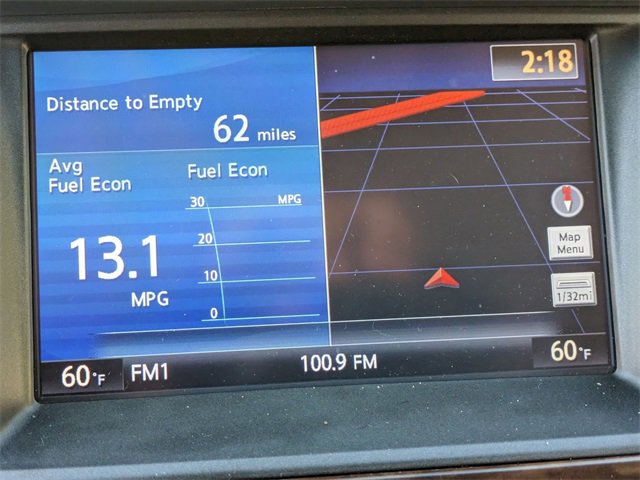 2:18
Distance to Empty
62 miles
Avg
Fuel Econ
13.1
MPG
Fuel Econ
30 MPG
20
10
0
Map
Menu
1/32mi
60°F
FM1
100.9 FM
60°F